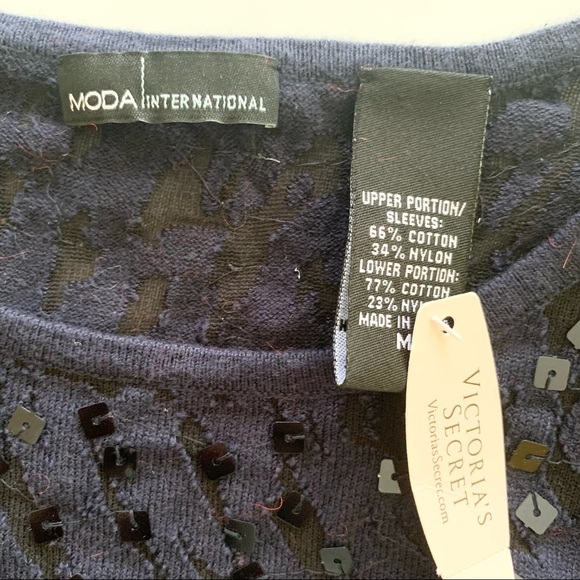 MODA INTERNATIONAL
UPPER PORTION/
SLEEVES:
66% COTTON
34% NYLON
LOWER PORTION:
77% COTTON
23%
MADE IN
M
VICTORIA'S
SECRET
VictoriasSecret.com